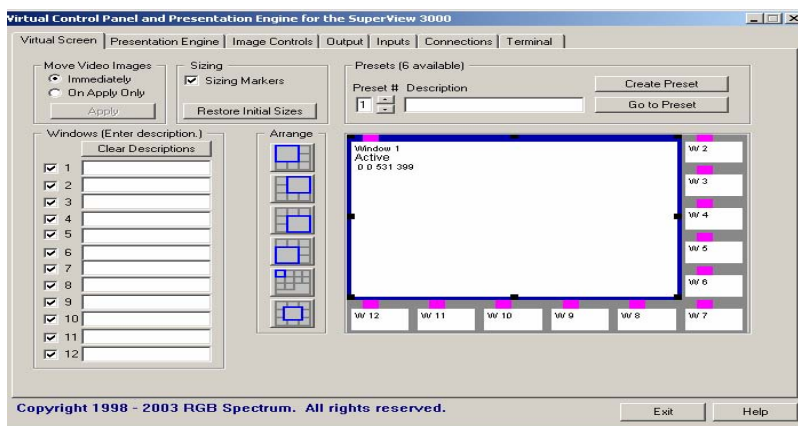 Virtual Control Panel and Presentation Engine for the SuperView 3000
Virtual Screen Presentation Engine Image Controls Output Inputs Connections Terminal
Move Video Images
Immediately
On Apply Only
Apply
Sizing
Sizing Markers
Restore Initial Sizes
Presets (6 available)
Preset # Description
1
Create Preset
Go to Preset
Windows (Enter description.)
Clear Descriptions
1
2
3
4
5
6
7
8
9
10
11
12
Arrange
Window 1
Active
0 0 531 399
W 2
W 3
W 4
W 5
W 6
W 12 W 11 W 10 W 9 W 8 W 7
Copyright 1998 - 2003 RGB Spectrum. All rights reserved.
Exit Help